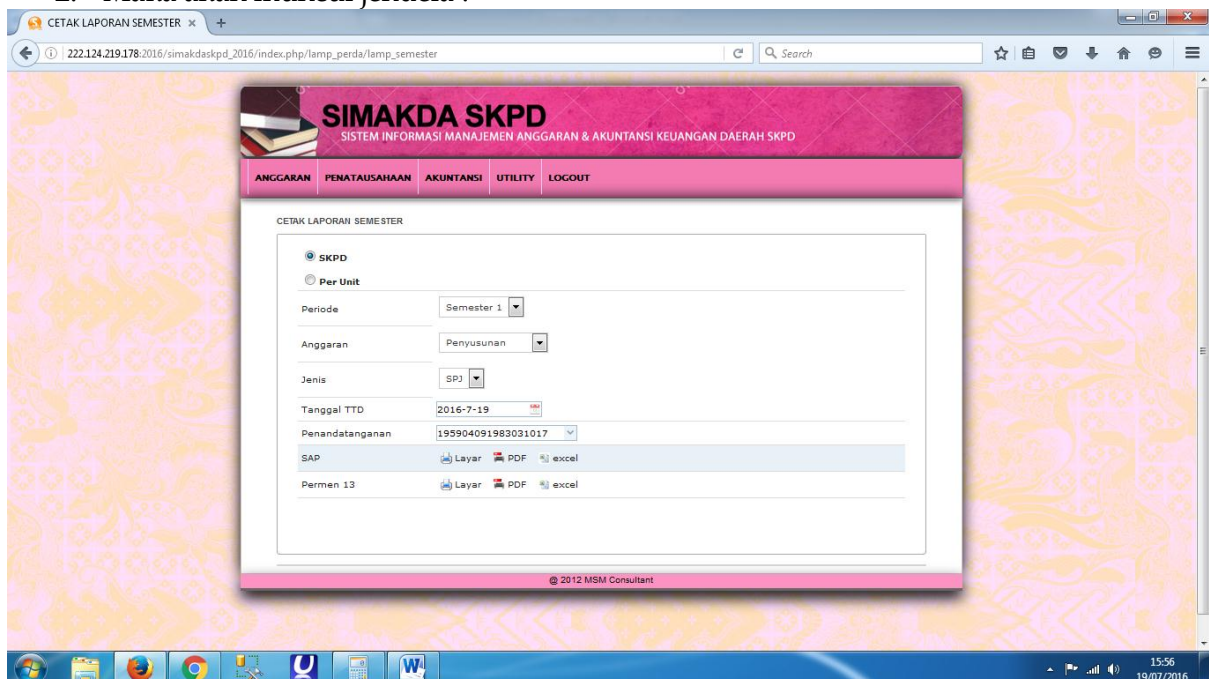 CETAK LAPORAN SEMESTER × +
222.124.219.178:2016/simakdaskpd_2016/index.php/lamp_perda/lamp_semester Search
SIMAKDA SKPD
SISTEM INFORMASI MANAJEMEN ANGGARAN & AKUNTANSI KEUANGAN DAERAH SKPD
ANGGARAN PENATAUSAHAAN AKUNTANSI UTILITY LOGOUT
CETAK LAPORAN SEMESTER
SKPD
Per Unit
Periode Semester 1
Anggaran Penyusunan
Jenis SPJ
Tanggal TTD 2016-7-19
Penandatanganan 195904091983031017
SAP Layar PDF excel
Permen 13 Layar PDF excel
@ 2012 MSM Consultant
15:56
19/07/2016